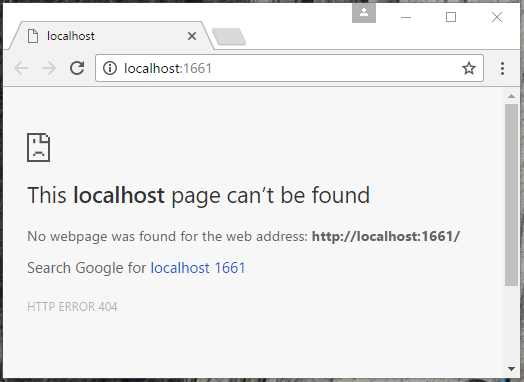 localhost
localhost:1661
This localhost page can't be found
No webpage was found for the web address: http://localhost:1661/
Search Google for localhost 1661
HTTP ERROR 404